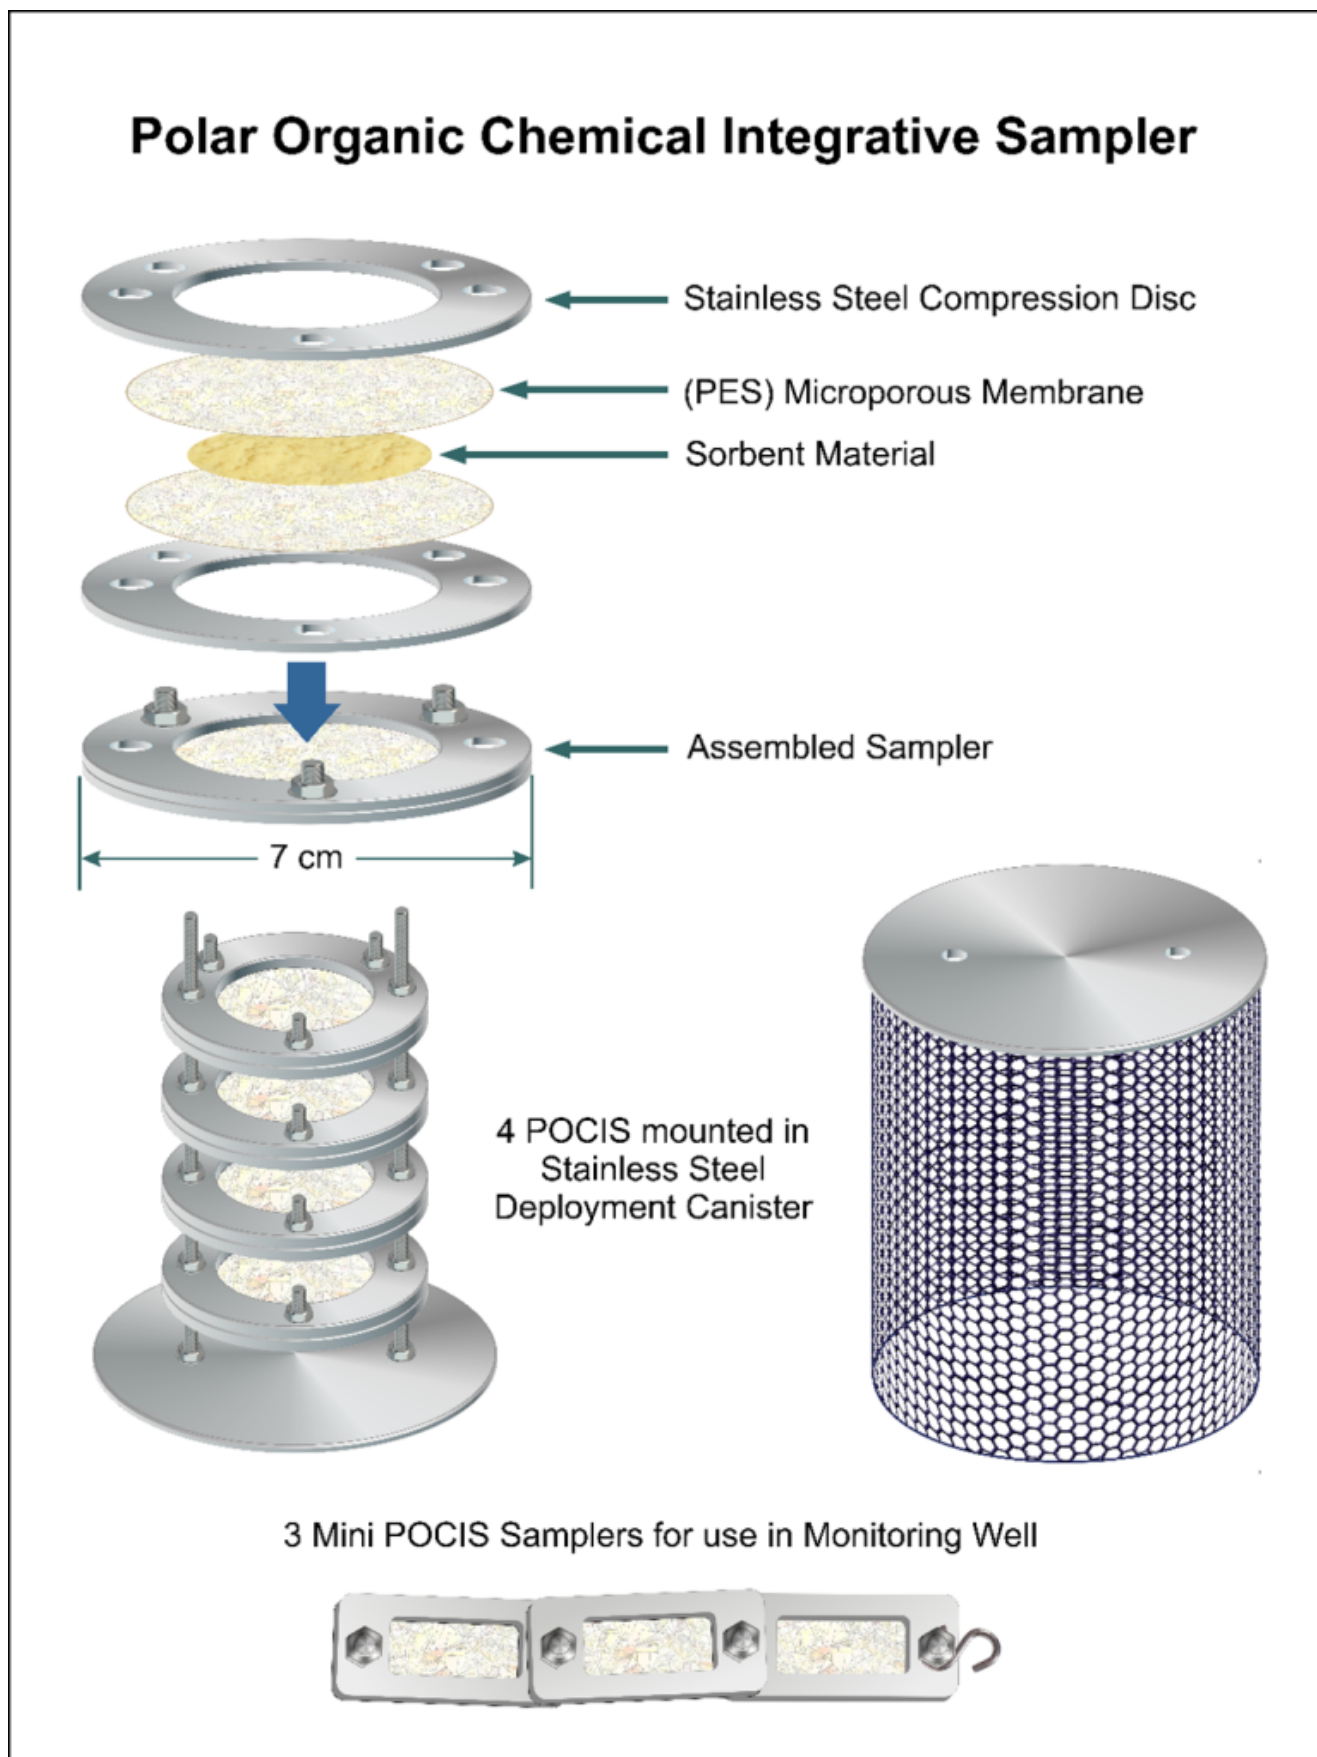 Polar Organic Chemical Integrative Sampler
Stainless Steel Compression Disc
(PES) Microporous Membrane
Sorbent Material
Assembled Sampler
7 cm
4 POCIS mounted in
Stainless Steel
Deployment Canister
3 Mini POCIS Samplers for use in Monitoring Well